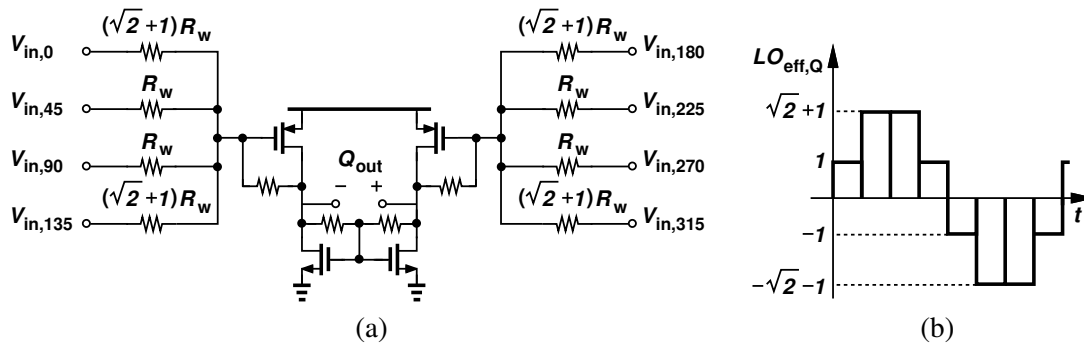 (√2 +1)R_w
V_in,0
R_w
V_in,45
R_w
V_in,90
(√2 +1)R_w
V_in,135
Q_out
− +
(√2 +1)R_w
V_in,180
R_w
V_in,225
R_w
V_in,270
(√2 +1)R_w
V_in,315
(a)
LO_eff,Q
√2 +1
1
−1
−√2 −1
t
(b)